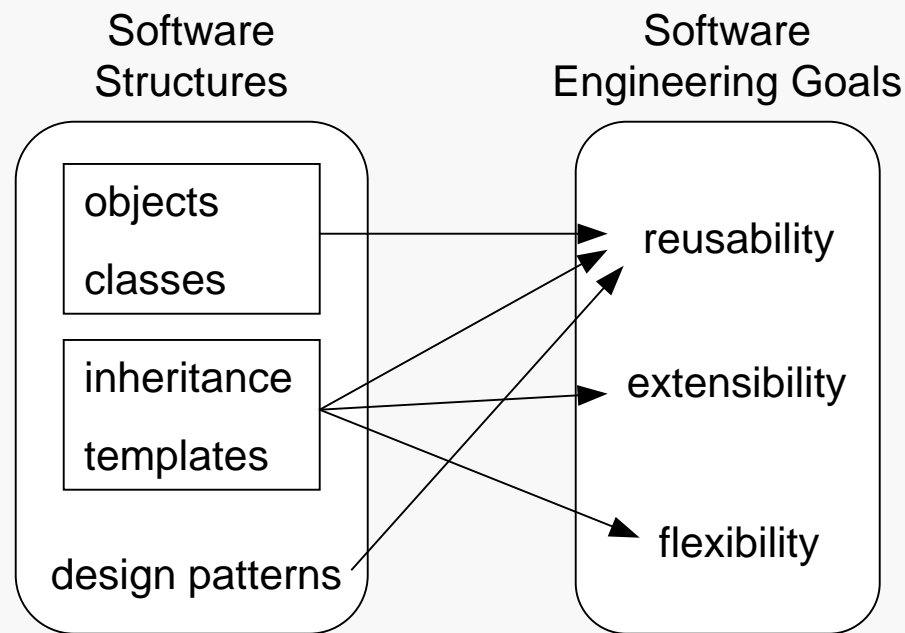 Software
Structures
objects
classes
inheritance
templates
design patterns
Software
Engineering Goals
reusability
extensibility
flexibility